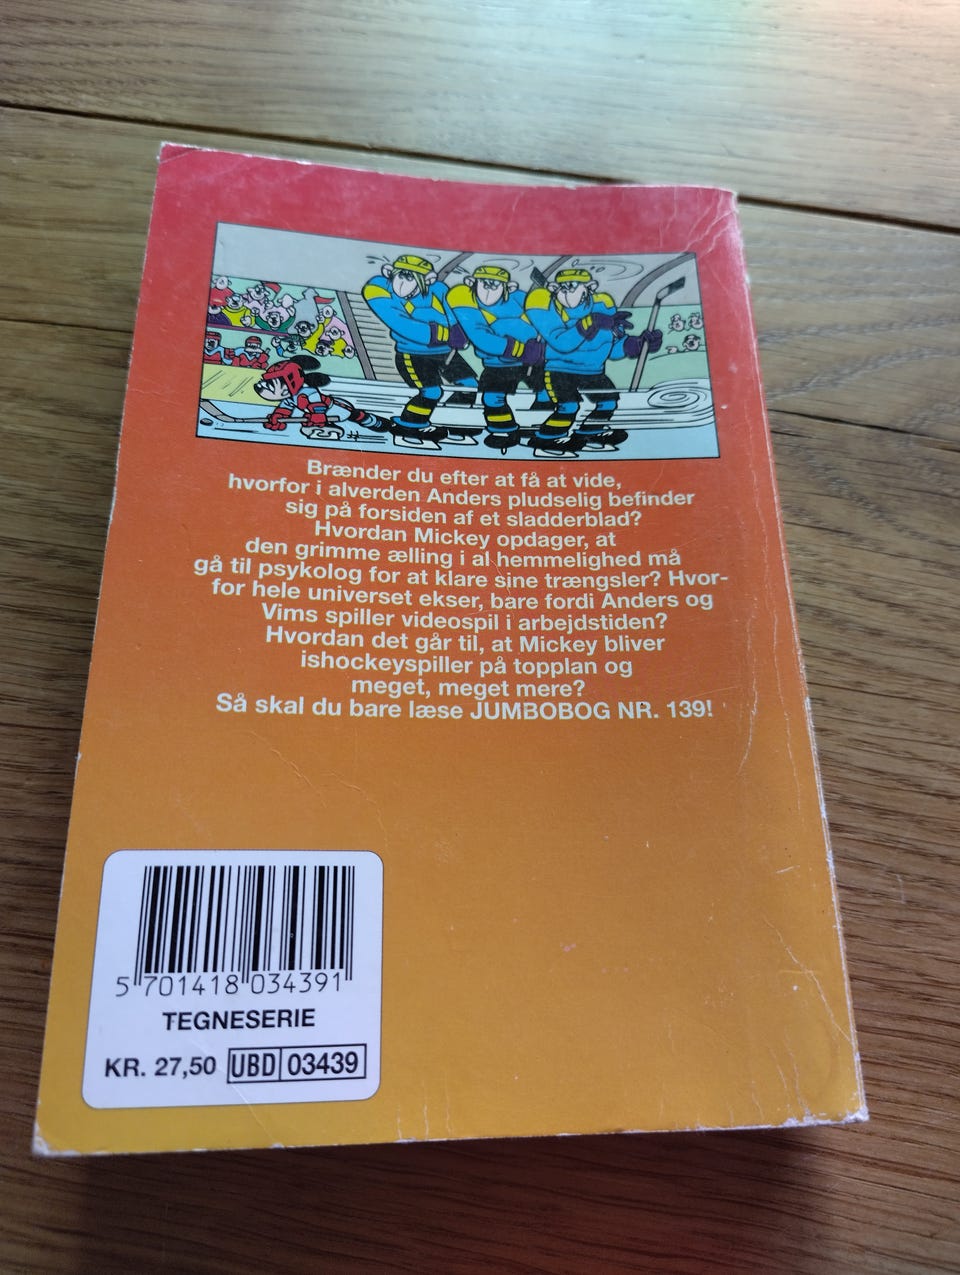 Brænder du efter at få at vide,
hvorfor i alverden Anders pludselig befinder
sig på forsiden af et sladderblad?
Hvordan Mickey opdager, at
den grimme ælling i al hemmelighed må
gå til psykolog for at klare sine trængsler? Hvor-
for hele universet ekser, bare fordi Anders og
Vims spiller videospil i arbejdstiden?
Hvordan det går til, at Mickey bliver
ishockeyspiller på topplan og
meget, meget mere?
Så skal du bare læse JUMBOBOG NR. 139!
5 701418 034391
TEGNESERIE
KR. 27,50 UBD 03439